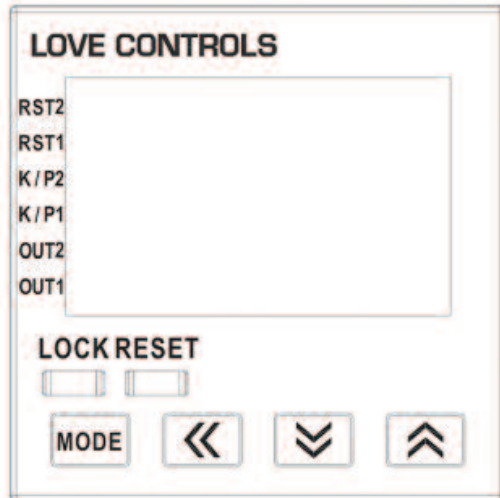 LOVE CONTROLS
RST2
RST1
K/P2
K/P1
OUT2
OUT1
LOCK RESET
MODE